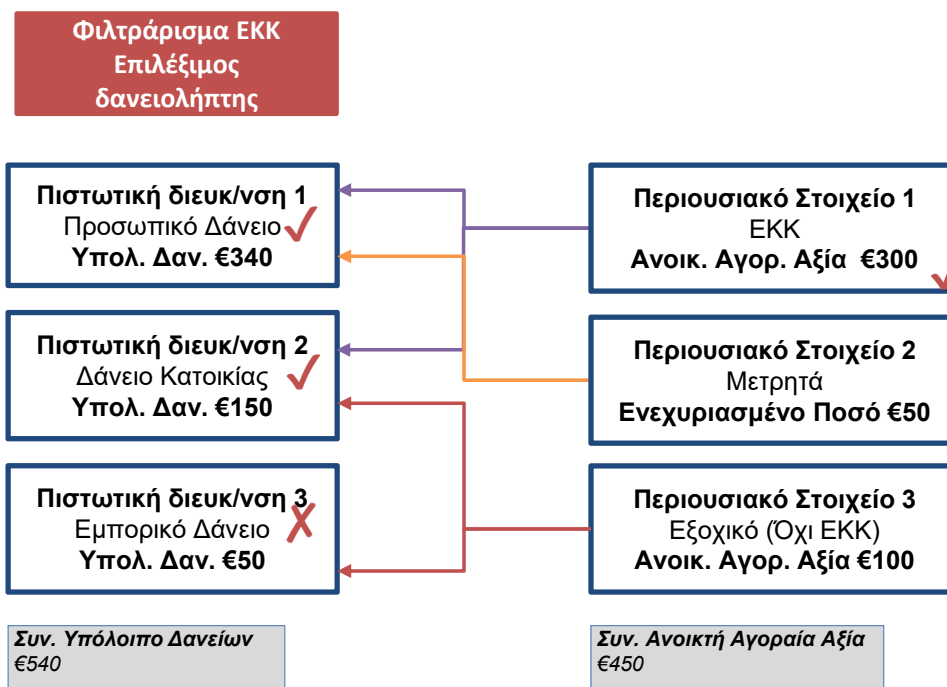 Φιλτράρισμα ΕΚΚ
Επιλέξιμος
δανειολήπτης
Πιστωτική διευκ/νση 1
Προσωπικό Δάνειο
Υπολ. Δαν. €340
Περιουσιακό Στοιχείο 1
ΕΚΚ
Ανοικ. Αγορ. Αξία €300
Πιστωτική διευκ/νση 2
Δάνειο Κατοικίας
Υπολ. Δαν. €150
Περιουσιακό Στοιχείο 2
Μετρητά
Ενεχυριασμένο Ποσό €50
Πιστωτική διευκ/νση 3
Εμπορικό Δάνειο
Υπολ. Δαν. €50
Περιουσιακό Στοιχείο 3
Εξοχικό (Όχι ΕΚΚ)
Ανοικ. Αγορ. Αξία €100
Συν. Υπόλοιπο Δανείων
€540
Συν. Ανοικτή Αγοραία Αξία
€450